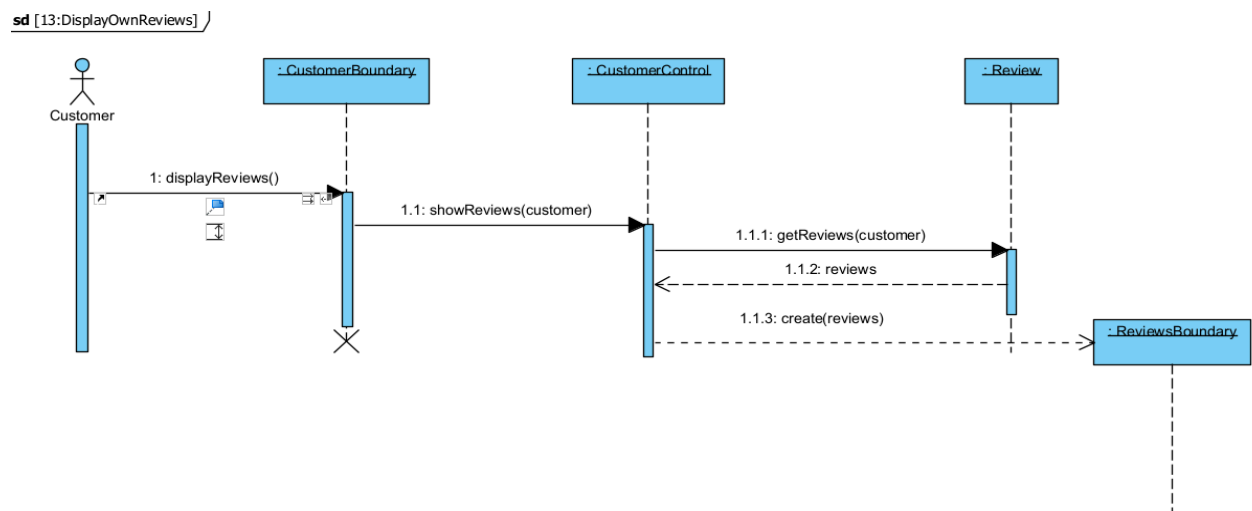 sd [13:DisplayOwnReviews]
: CustomerBoundary
: CustomerControl
: Review
Customer
1: displayReviews()
1.1: showReviews(customer)
1.1.1: getReviews(customer)
1.1.2: reviews
1.1.3: create(reviews)
: ReviewsBoundary